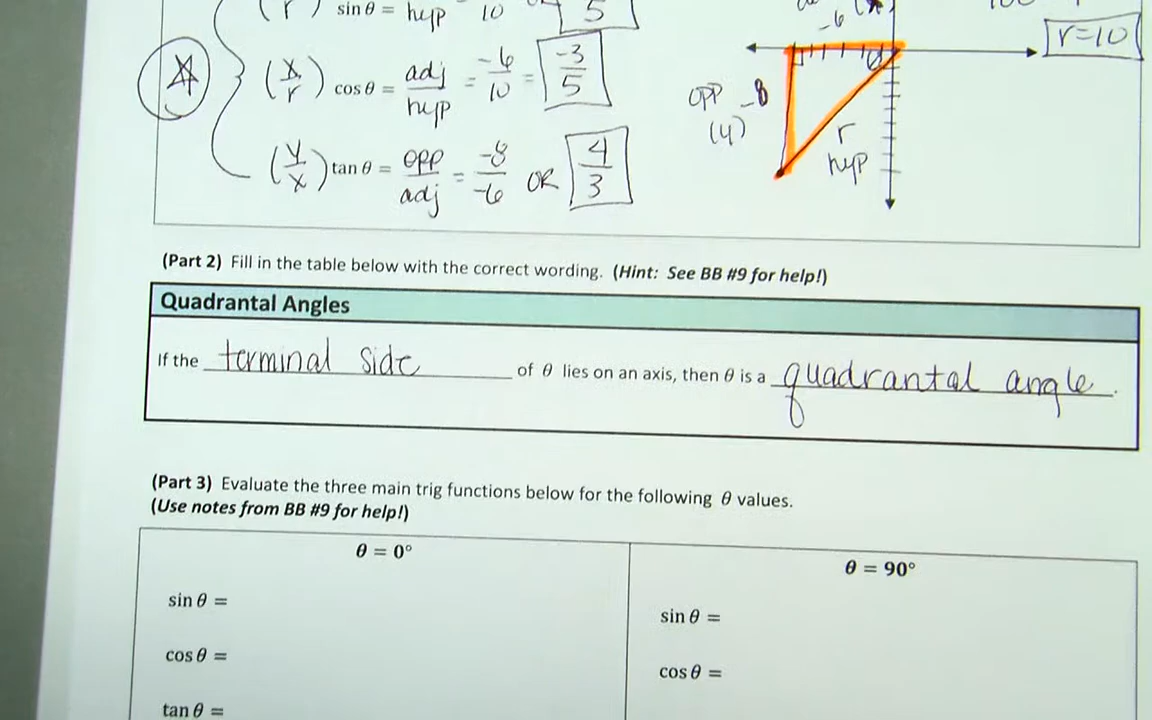 (r) sin θ = hyp 10 5
-6 (x)
r=10
(x/r) cos θ = adj/hyp = -6/10 = -3/5
OPP -8
(y)
r
hyp
(y/x) tan θ = opp/adj = -8/-6 OR 4/3
(Part 2) Fill in the table below with the correct wording. (Hint: See BB #9 for help!)
Quadrantal Angles
If the terminal side of θ lies on an axis, then θ is a quadrantal angle.
(Part 3) Evaluate the three main trig functions below for the following θ values.
(Use notes from BB #9 for help!)
θ = 0°
sin θ =
cos θ =
tan θ =
θ = 90°
sin θ =
cos θ =